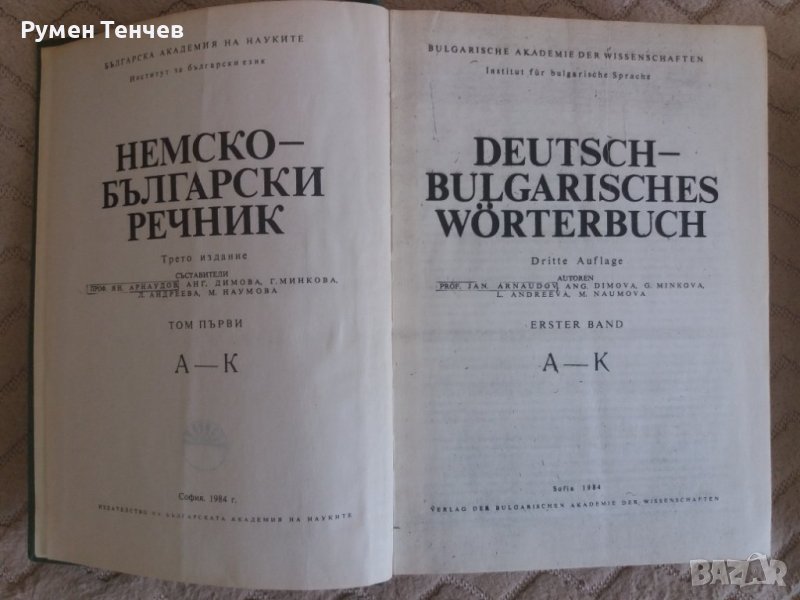 Румен Тенчев
БЪЛГАРСКА АКАДЕМИЯ НА НАУКИТЕ
Институт за български език
НЕМСКО—
БЪЛГАРСКИ
РЕЧНИК
Трето издание
СЪСТАВИТЕЛИ
ПРОФ. ЯН. АРНАУДОВ, АНГ. ДИМОВА, Г. МИНКОВА,
Л. АНДРЕЕВА, М. НАУМОВА
ТОМ ПЪРВИ
А—К
София, 1984 г.
ИЗДАТЕЛСТВО НА БЪЛГАРСКАТА АКАДЕМИЯ НА НАУКИТЕ
BULGARISCHE AKADEMIE DER WISSENSCHAFTEN
Institut für bulgarische Sprache
DEUTSCH—
BULGARISCHES
WÖRTERBUCH
Dritte Auflage
AUTOREN
PROF. JAN. ARNAUDOV, ANG. DIMOVA, G. MINKOVA,
L. ANDREEVA, M. NAUMOVA
ERSTER BAND
A—K
Sofia 1984
VERLAG DER BULGARISCHEN AKADEMIE DER WISSENSCHAFTEN
BAZAR